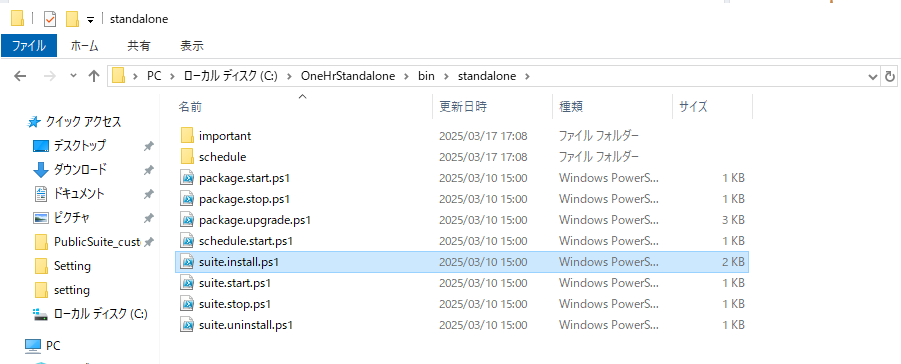 standalone
ファイル ホーム 共有 表示
PC ローカル ディスク (C:) OneHrStandalone bin standalone
名前 更新日時 種類 サイズ
クイック アクセス
デスクトップ
ダウンロード
ドキュメント
ピクチャ
PublicSuite_cust
Setting
setting
ローカル ディスク (C:)
PC
important 2025/03/17 17:08 ファイル フォルダー
schedule 2025/03/17 17:08 ファイル フォルダー
package.start.ps1 2025/03/10 15:00 Windows PowerS... 1 KB
package.stop.ps1 2025/03/10 15:00 Windows PowerS... 1 KB
package.upgrade.ps1 2025/03/10 15:00 Windows PowerS... 3 KB
schedule.start.ps1 2025/03/10 15:00 Windows PowerS... 1 KB
suite.install.ps1 2025/03/10 15:00 Windows PowerS... 2 KB
suite.start.ps1 2025/03/10 15:00 Windows PowerS... 1 KB
suite.stop.ps1 2025/03/10 15:00 Windows PowerS... 1 KB
suite.uninstall.ps1 2025/03/10 15:00 Windows PowerS... 1 KB